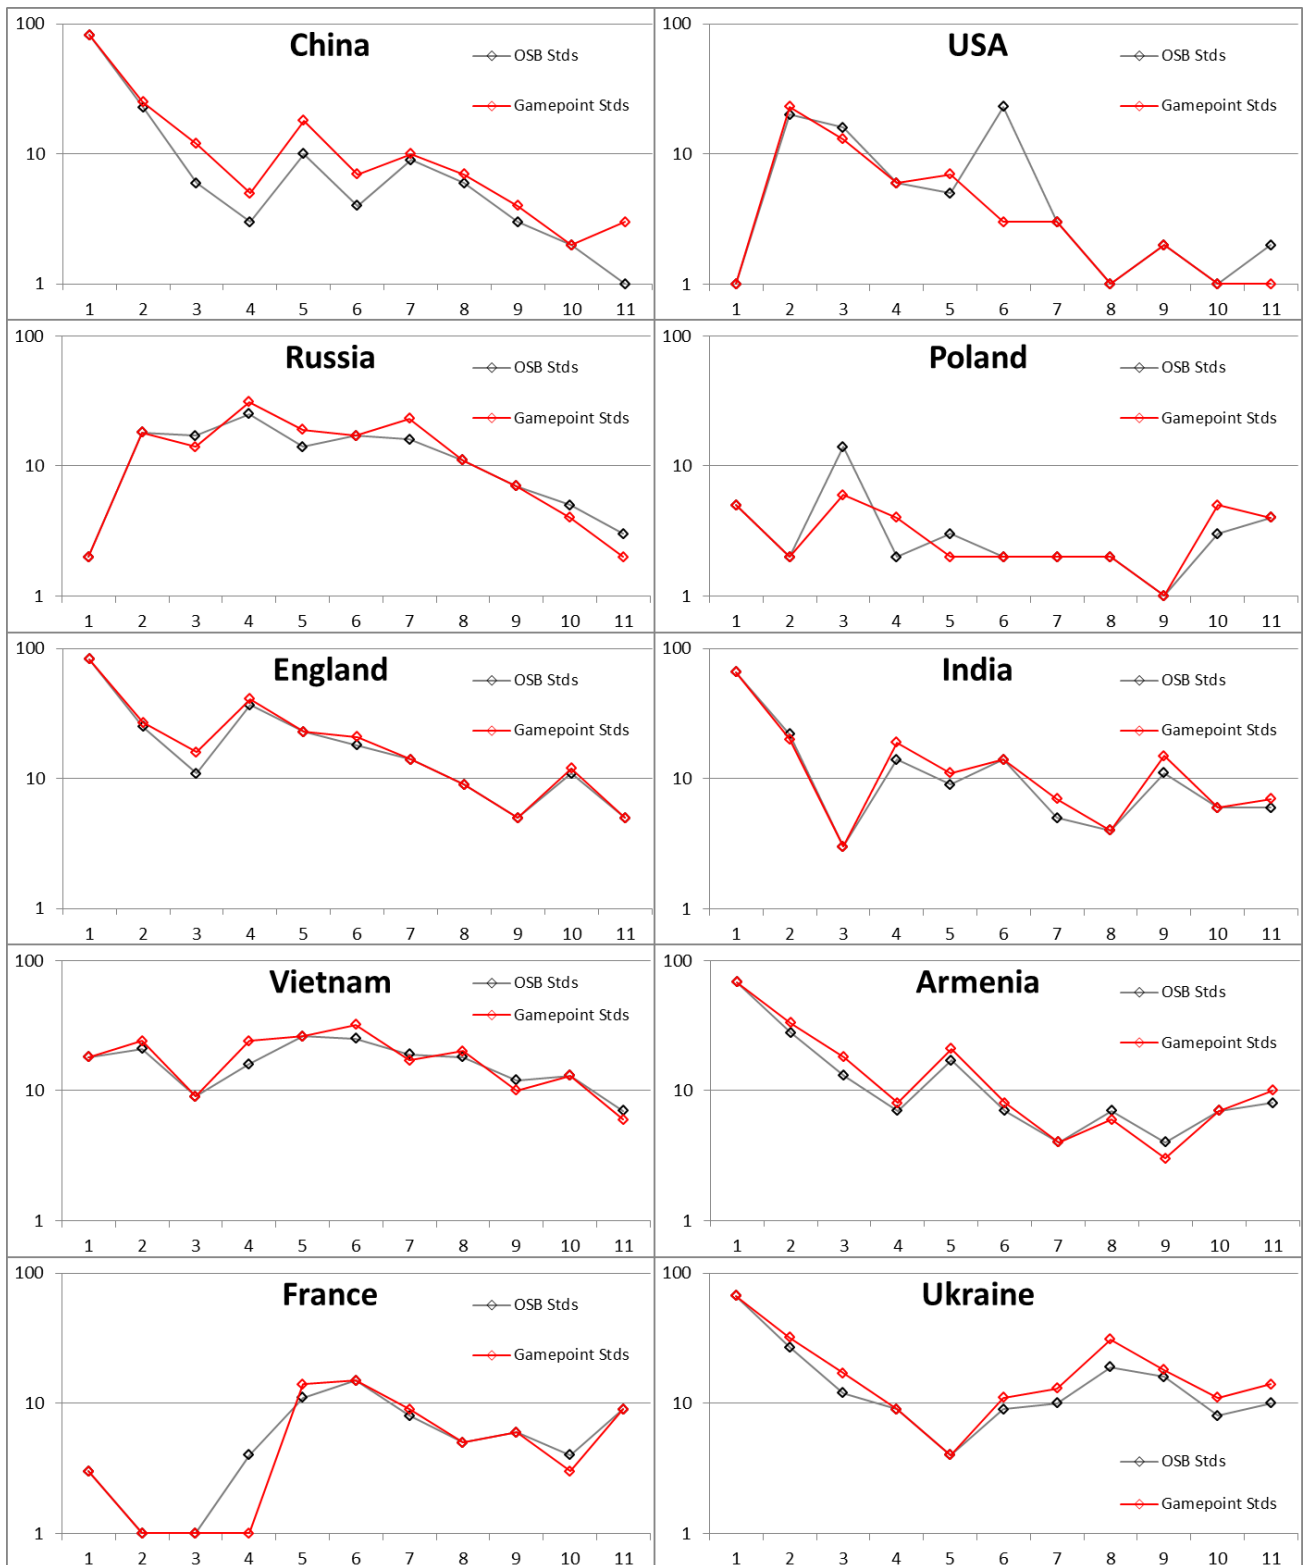 China
OSB Stds
Gamepoint Stds
100
10
1
1 2 3 4 5 6 7 8 9 10 11
USA
OSB Stds
Gamepoint Stds
100
10
1
1 2 3 4 5 6 7 8 9 10 11
Russia
OSB Stds
Gamepoint Stds
100
10
1
1 2 3 4 5 6 7 8 9 10 11
Poland
OSB Stds
Gamepoint Stds
100
10
1
1 2 3 4 5 6 7 8 9 10 11
England
OSB Stds
Gamepoint Stds
100
10
1
1 2 3 4 5 6 7 8 9 10 11
India
OSB Stds
Gamepoint Stds
100
10
1
1 2 3 4 5 6 7 8 9 10 11
Vietnam
OSB Stds
Gamepoint Stds
100
10
1
1 2 3 4 5 6 7 8 9 10 11
Armenia
OSB Stds
Gamepoint Stds
100
10
1
1 2 3 4 5 6 7 8 9 10 11
France
OSB Stds
Gamepoint Stds
100
10
1
1 2 3 4 5 6 7 8 9 10 11
Ukraine
OSB Stds
Gamepoint Stds
100
10
1
1 2 3 4 5 6 7 8 9 10 11